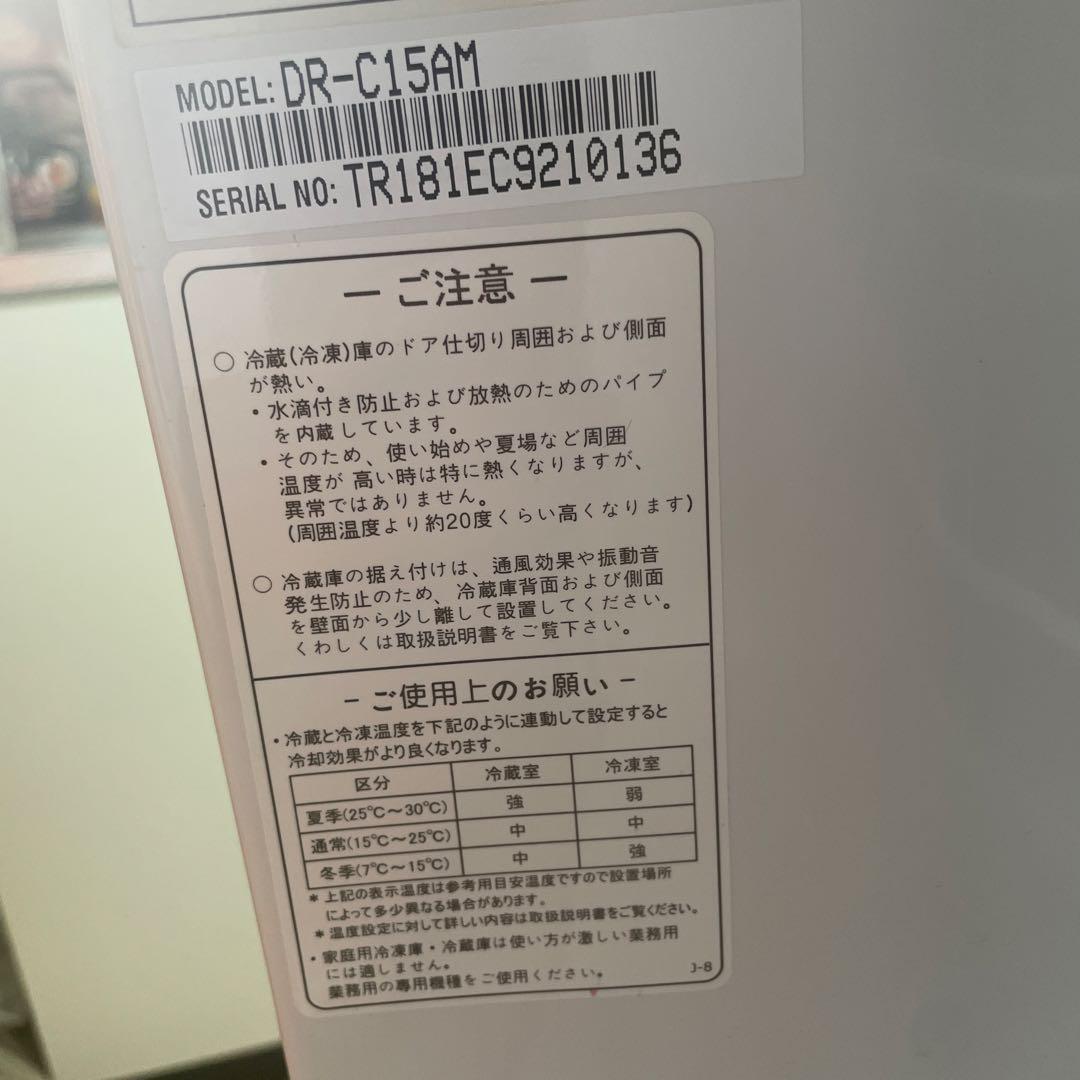 MODEL: DR-C15AM
SERIAL NO: TR181EC9210136
ー ご注意 ー
○ 冷蔵(冷凍)庫のドア仕切り周囲および側面
が熱い。
・水滴付き防止および放熱のためのパイプ
を内蔵しています。
・そのため、使い始めや夏場など周囲
温度が 高い時は特に熱くなりますが、
異常ではありません。
(周囲温度より約20度くらい高くなります)
○ 冷蔵庫の据え付けは、通風効果や振動音
発生防止のため、冷蔵庫背面および側面
を壁面から少し離して設置してください。
くわしくは取扱説明書をご覧下さい。
- ご使用上のお願い -
・冷蔵と冷凍温度を下記のように連動して設定すると
冷却効果がより良くなります。
区分 冷蔵室 冷凍室
夏季(25℃～30℃) 強 弱
通常(15℃～25℃) 中 中
冬季(7℃～15℃) 中 強
* 上記の表示温度は参考用目安温度ですので設置場所
によって多少異なる場合があります。
* 温度設定に対して詳しい内容は取扱説明書をご覧ください。
・家庭用冷凍庫・冷蔵庫は使い方が激しい業務用
には適しません。
業務用の専用機種をご使用ください。
J-8